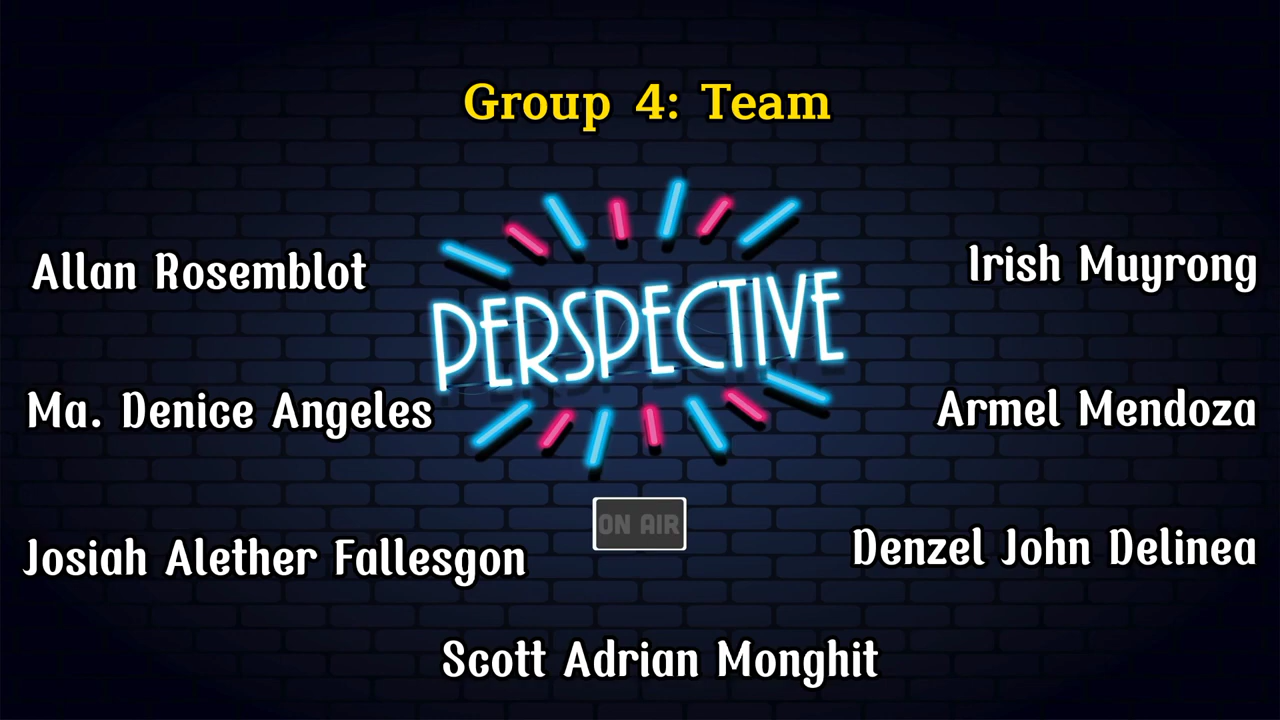 Group 4: Team
PERSPECTIVE
Allan Rosemblot
Irish Muyrong
Ma. Denice Angeles
Armel Mendoza
ON AIR
Josiah Alether Fallesgon
Denzel John Delinea
Scott Adrian Monghit